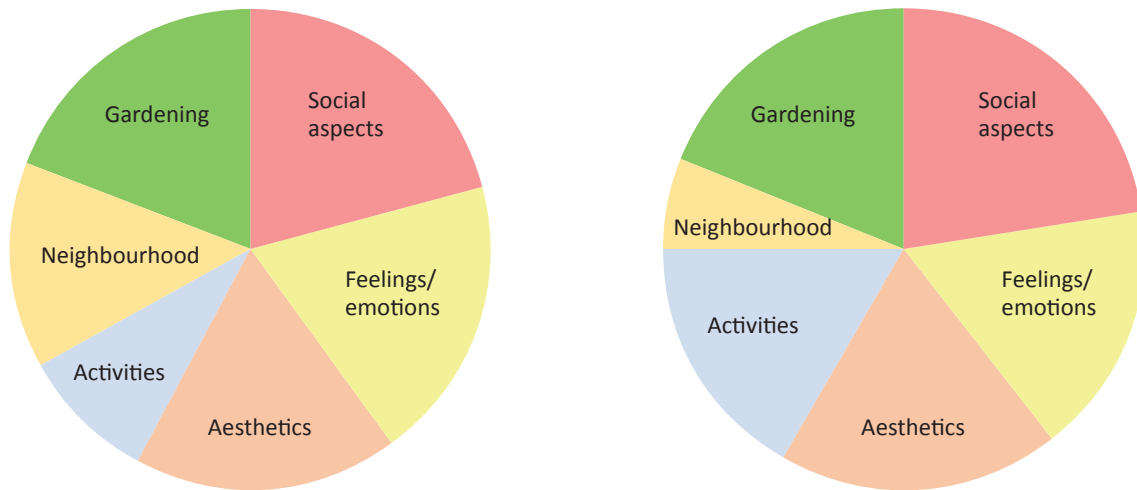 Gardening
Social
aspects
Neighbourhood
Feelings/
emotions
Activities
Aesthetics
Gardening
Social
aspects
Neighbourhood
Feelings/
emotions
Activities
Aesthetics